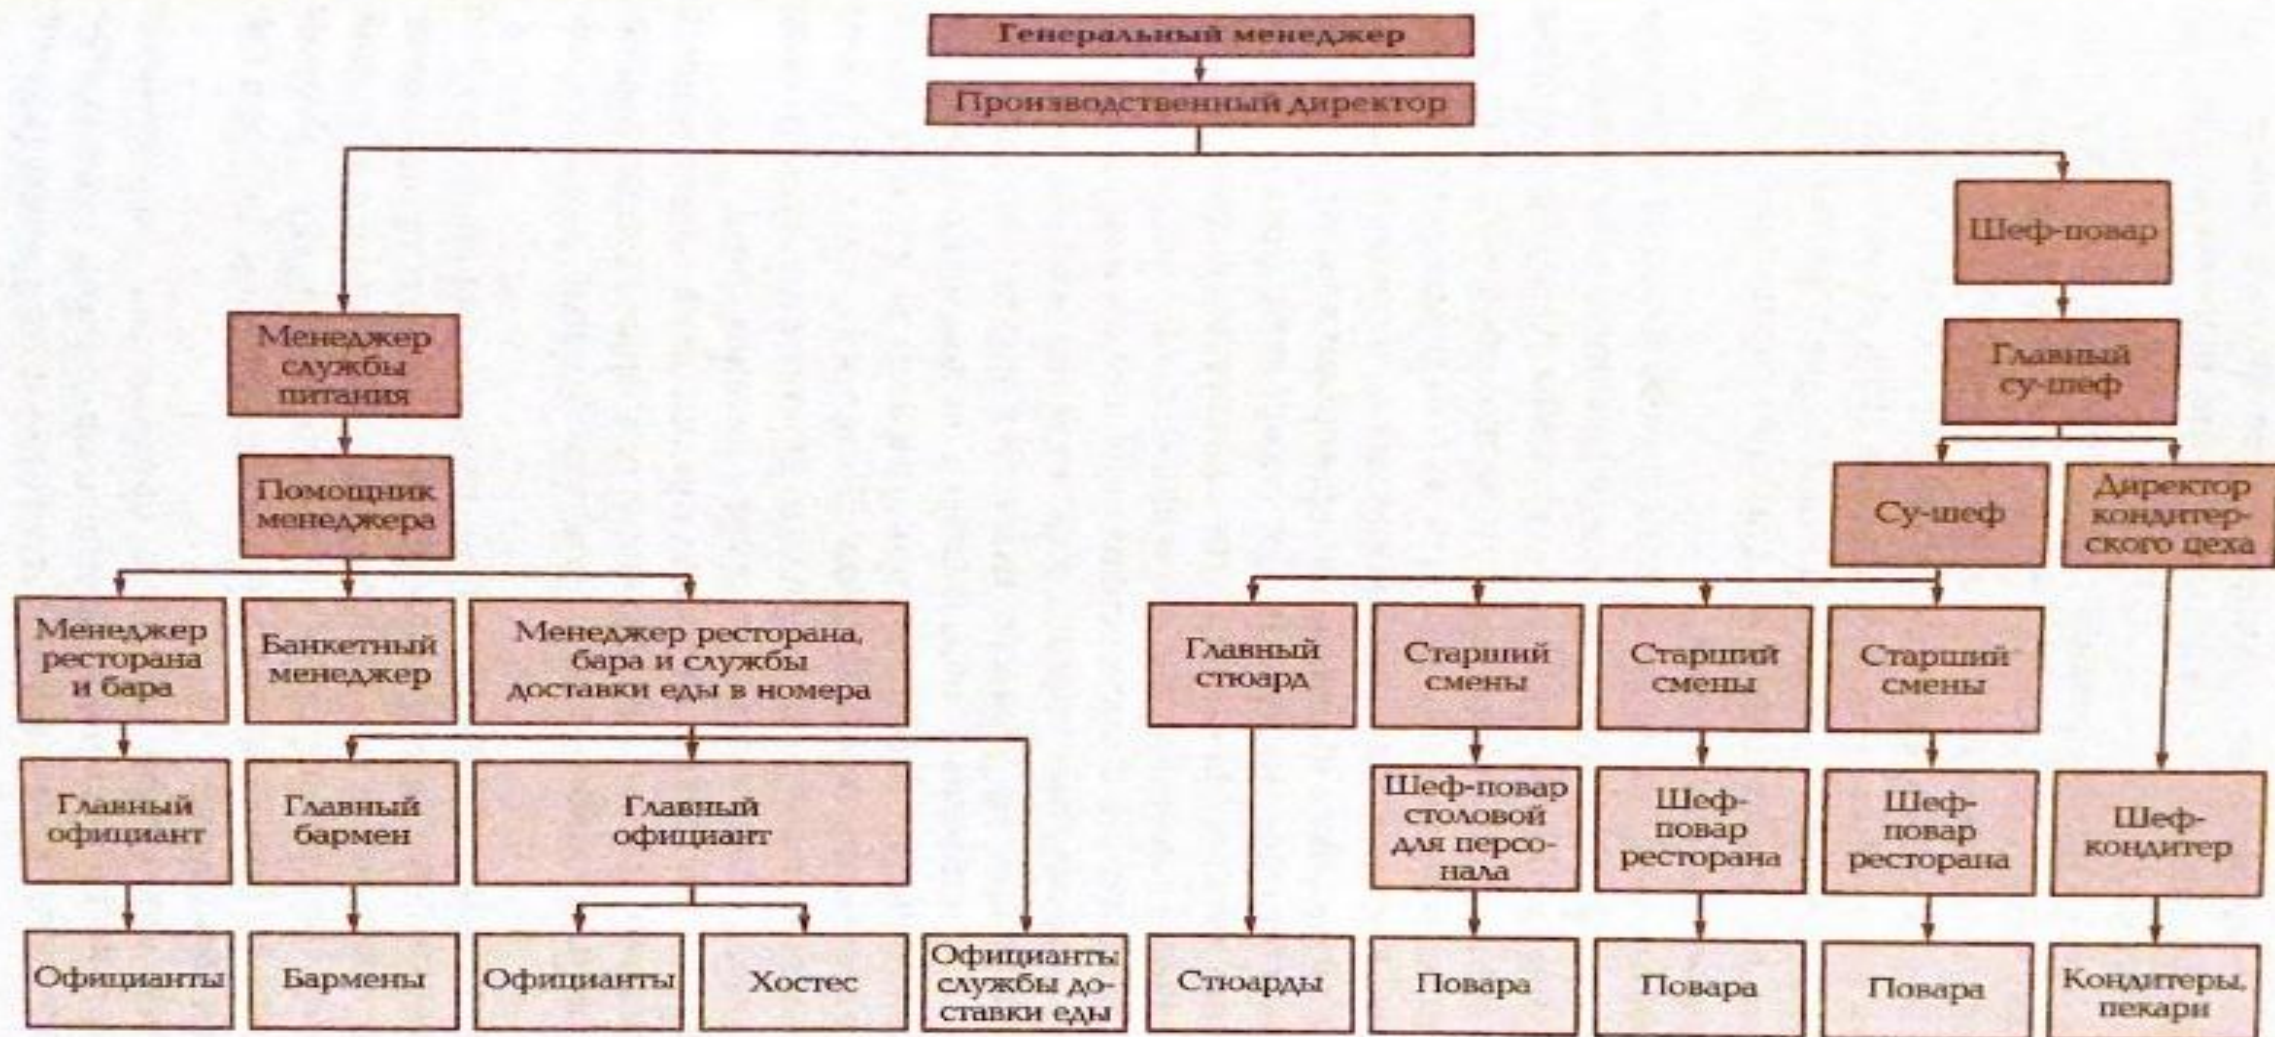 Генеральный менеджер
Производственный директор
Шеф-повар
Менеджер
службы
питания
Главный
су-шеф
Помощник
менеджера
Су-шеф
Директор
кондитер-
ского цеха
Менеджер
ресторана
и бара
Банкетный
менеджер
Менеджер ресторана,
бара и службы
доставки еды в номера
Главный
стюард
Старший
смены
Старший
смены
Старший
смены
Главный
официант
Главный
бармен
Главный
официант
Шеф-повар
столовой
для персо-
нала
Шеф-
повар
ресторана
Шеф-
повар
ресторана
Шеф-
кондитер
Официанты
Бармены
Официанты
Хостес
Официанты
службы до-
ставки еды
Стюарды
Повара
Повара
Повара
Кондитеры,
пекари